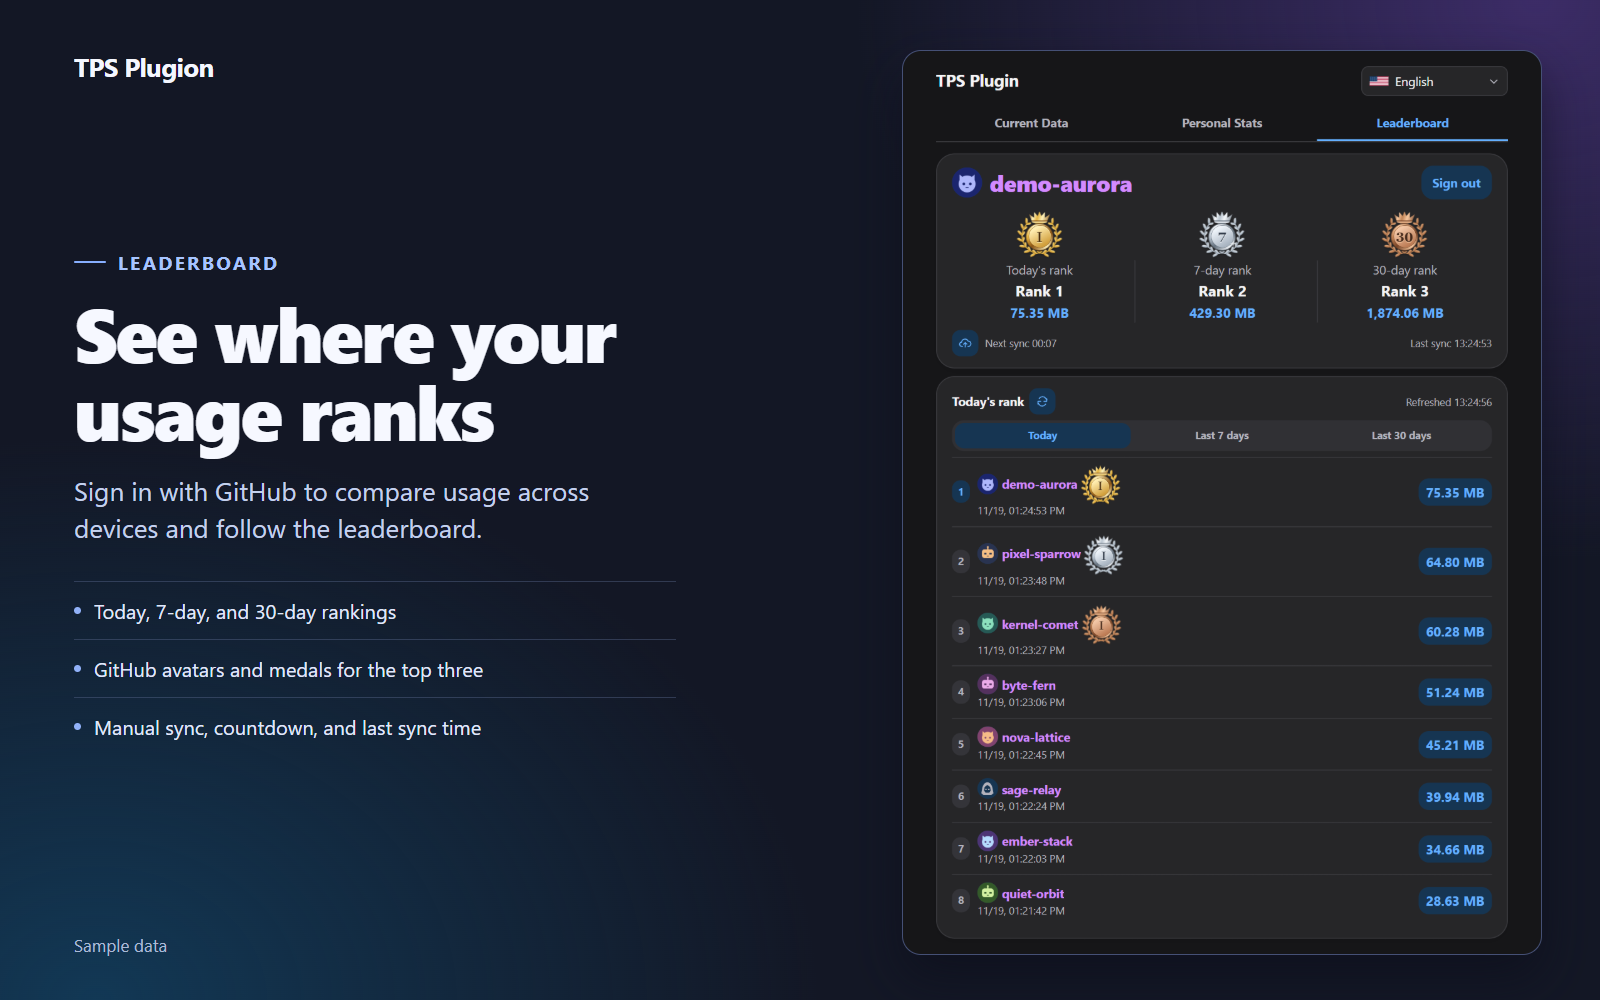 TPS Plugion
LEADERBOARD
See where your
usage ranks
Sign in with GitHub to compare usage across
devices and follow the leaderboard.
Today, 7-day, and 30-day rankings
GitHub avatars and medals for the top three
Manual sync, countdown, and last sync time
Sample data
TPS Plugin
English
Current Data Personal Stats Leaderboard
demo-aurora Sign out
I 7 30
Today's rank 7-day rank 30-day rank
Rank 1 Rank 2 Rank 3
75.35 MB 429.30 MB 1,874.06 MB
Next sync 00:07 Last sync 13:24:53
Today's rank Refreshed 13:24:56
Today Last 7 days Last 30 days
1 demo-aurora I 75.35 MB
11/19, 01:24:53 PM
2 pixel-sparrow I 64.80 MB
11/19, 01:23:48 PM
3 kernel-comet I 60.28 MB
11/19, 01:23:27 PM
4 byte-fern 51.24 MB
11/19, 01:23:06 PM
5 nova-lattice 45.21 MB
11/19, 01:22:45 PM
6 sage-relay 39.94 MB
11/19, 01:22:24 PM
7 ember-stack 34.66 MB
11/19, 01:22:03 PM
8 quiet-orbit 28.63 MB
11/19, 01:21:42 PM